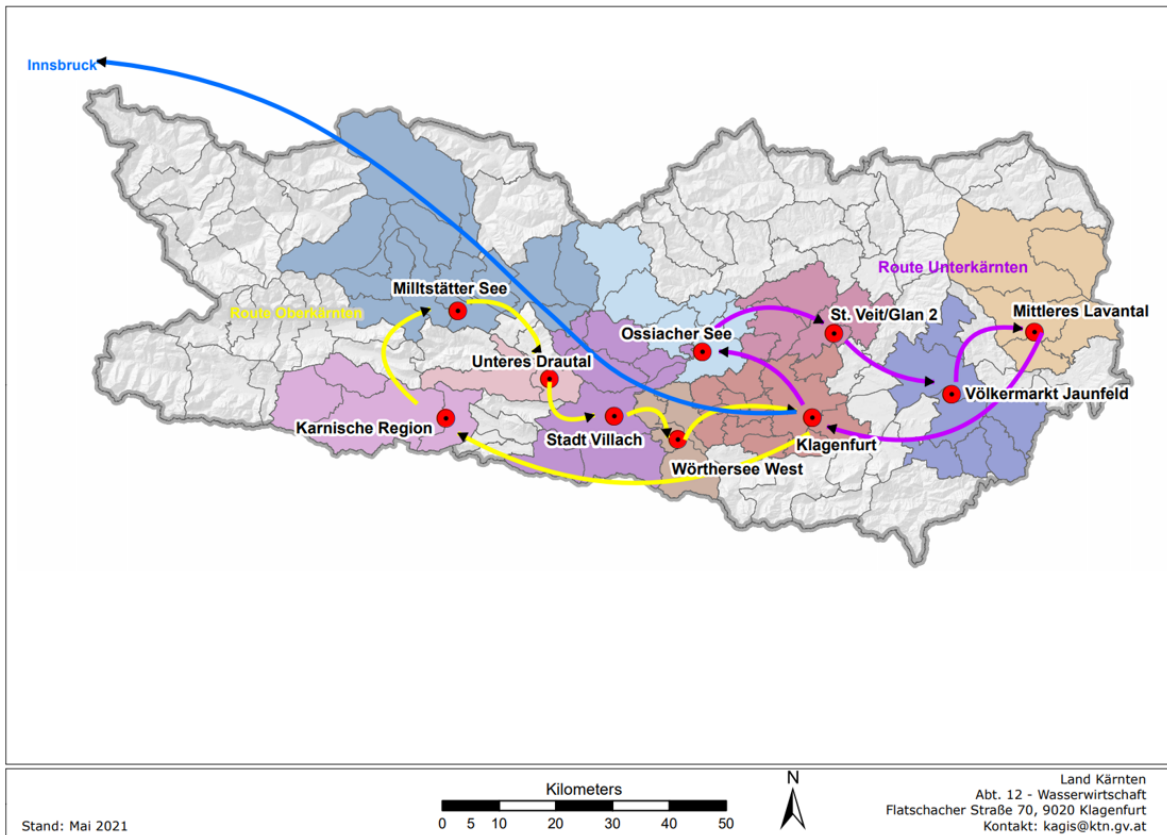 Innsbruck
Route Unterkärnten
Milltstätter See
Route Oberkärnten
St. Veit/Glan 2
Mittleres Lavantal
Ossiacher See
Unteres Drautal
Völkermarkt Jaunfeld
Karnische Region
Stadt Villach
Klagenfurt
Wörthersee West
Kilometers
0 5 10 20 30 40 50
N
Land Kärnten
Abt. 12 - Wasserwirtschaft
Flatschacher Straße 70, 9020 Klagenfurt
Kontakt: kagis@ktn.gv.at
Stand: Mai 2021